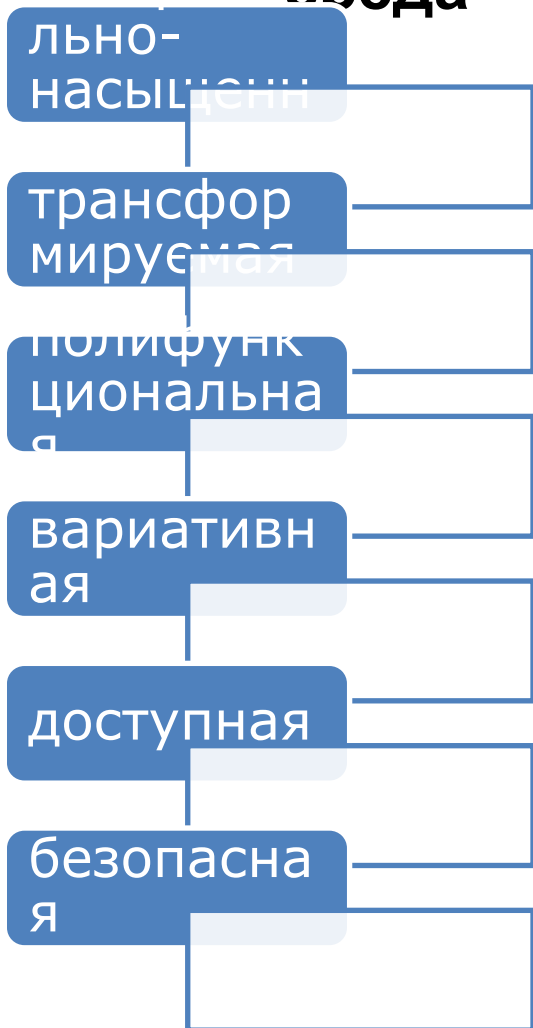 льно-
насыщенн
трансфор
мируемая
полифунк
циональна
я
вариативн
ая
доступная
безопасна
я